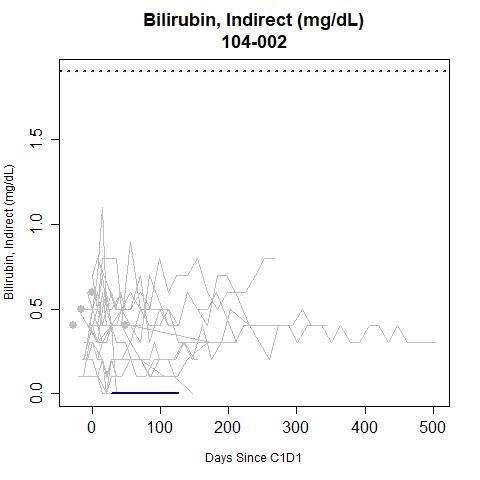 Bilirubin, Indirect (mg/dL)
104-002
Bilirubin, Indirect (mg/dL)
1.5
1.0
0.5
0.0
0 100 200 300 400 500
Days Since C1D1